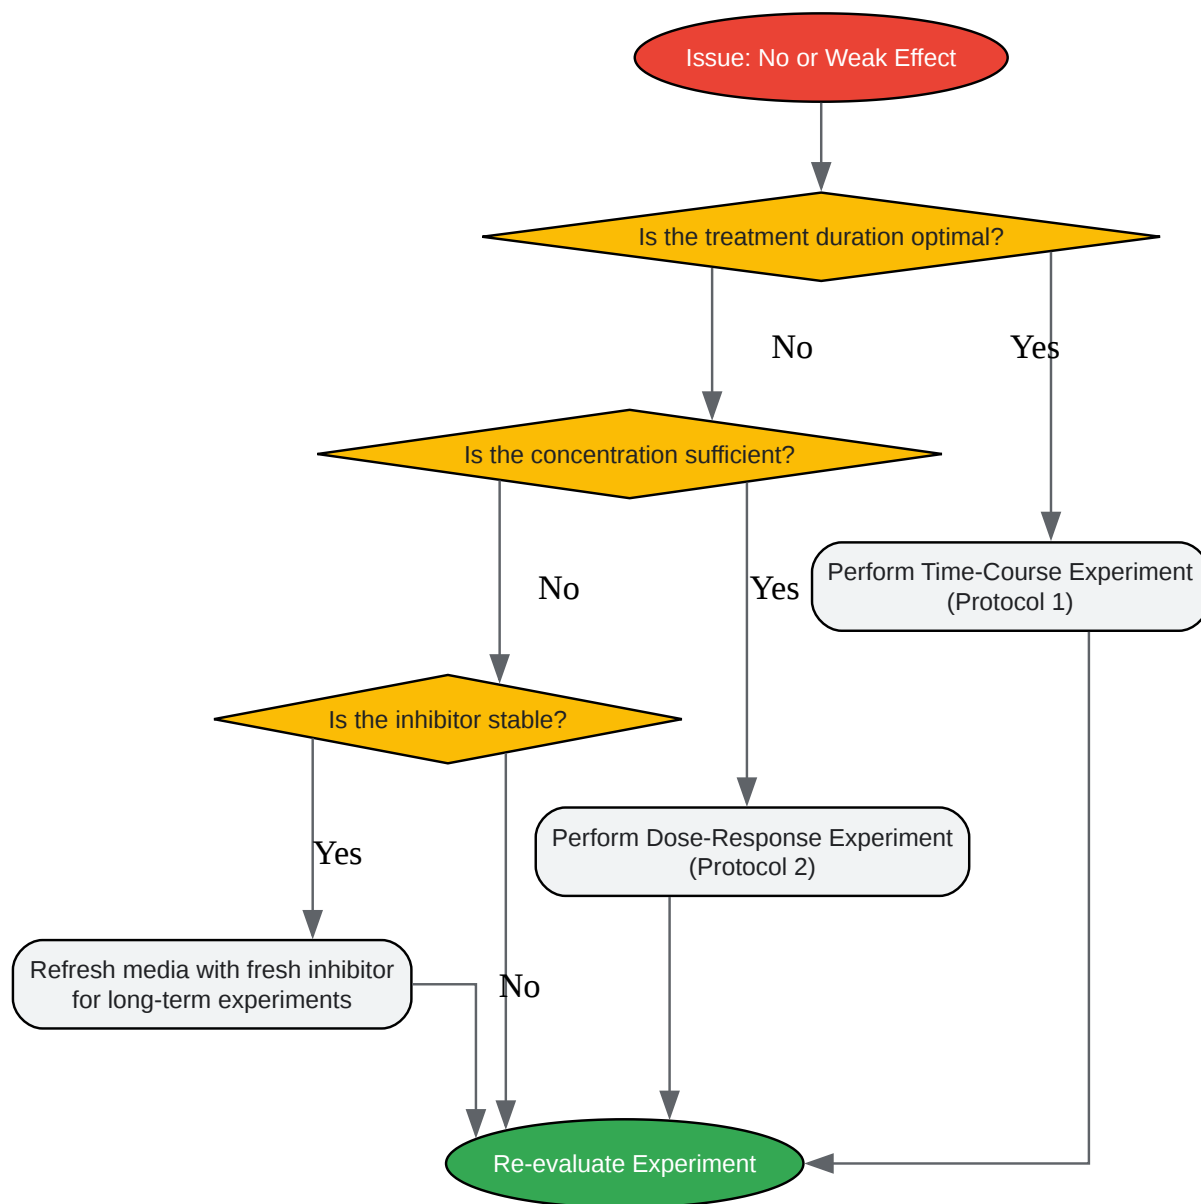 Issue: No or Weak Effect
Is the treatment duration optimal?
No
Yes
Is the concentration sufficient?
Perform Time-Course Experiment
(Protocol 1)
No
Yes
Is the inhibitor stable?
Perform Dose-Response Experiment
(Protocol 2)
Yes
Refresh media with fresh inhibitor
for long-term experiments
No
Re-evaluate Experiment